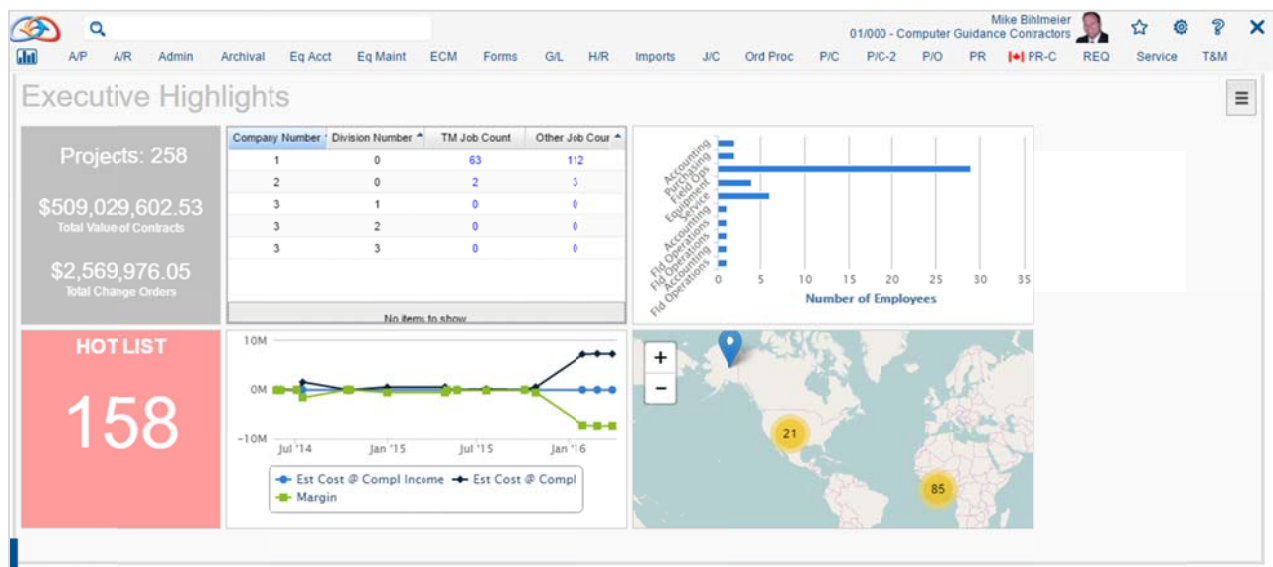 Mike Bihlmeier
01/000 - Computer Guidance Contractors
A/P A/R Admin Archival Eq Acct Eq Maint ECM Forms G/L H/R Imports J/C Ord Proc P/C P/C-2 P/O PR PR-C REQ Service T&M
Executive Highlights
Projects: 258
$509,029,602.53
Total Value of Contracts
$2,569,976.05
Total Change Orders
Company Number Division Number TM Job Count Other Job Cour
1 0 63 112
2 0 2 3
3 1 0 0
3 2 0 0
3 3 0 0
No items to show
Accounting
Purchasing
Field Ops
Equipment
Service
Accounting
Fld Operations
Fld Operations
Accounting
Fld Operations
0 5 10 15 20 25 30 35
Number of Employees
HOT LIST
158
10M
0M
-10M
Jul '14 Jan '15 Jul '15 Jan '16
Est Cost @ Compl Income Est Cost @ Compl
Margin
+
−
21
85